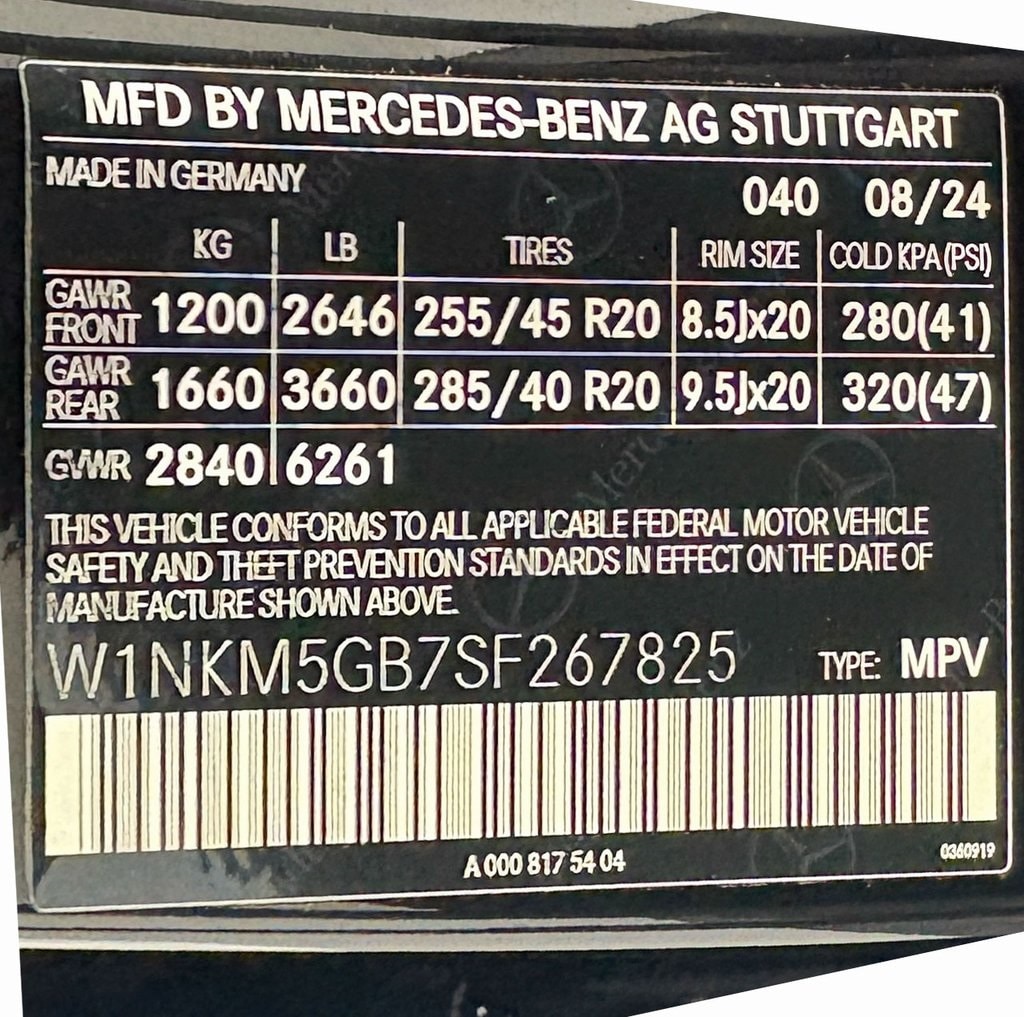 MFD BY MERCEDES-BENZ AG STUTTGART
MADE IN GERMANY
040 08/24
KG LB TIRES RIM SIZE COLD KPA(PSI)
GAWR FRONT 1200 2646 255/45 R20 8.5Jx20 280(41)
GAWR REAR 1660 3660 285/40 R20 9.5Jx20 320(47)
GVWR 2840 6261
THIS VEHICLE CONFORMS TO ALL APPLICABLE FEDERAL MOTOR VEHICLE
SAFETY AND THEFT PREVENTION STANDARDS IN EFFECT ON THE DATE OF
MANUFACTURE SHOWN ABOVE.
W1NKM5GB7SF267825 TYPE: MPV
A 000 817 54 04
0360919